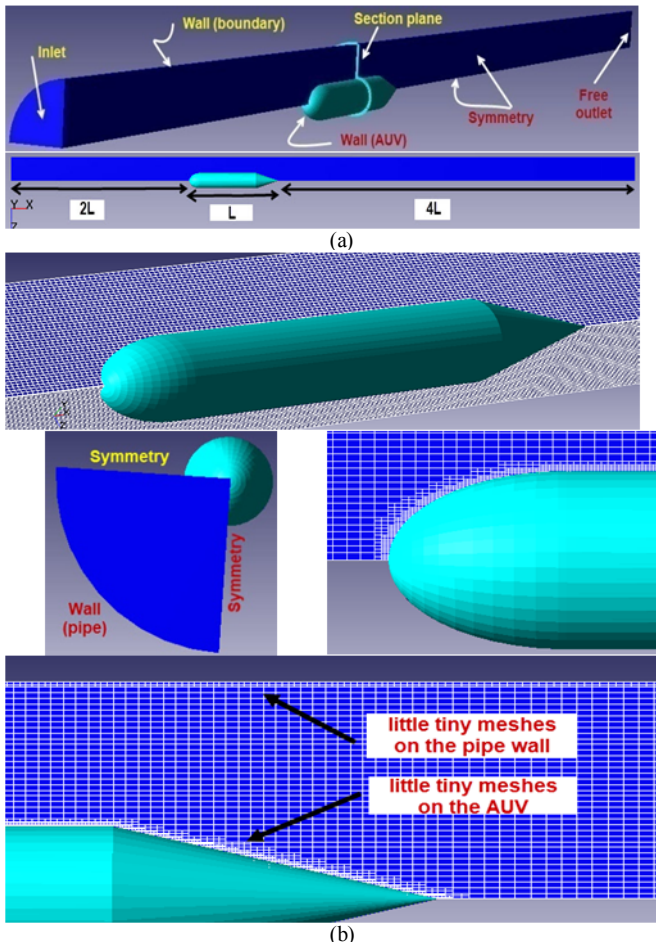 Wall (boundary)
Section plane
Inlet
Free outlet
Symmetry
Wall (AUV)
2L
L
4L
Y X
Z
(a)
Symmetry
Symmetry
Wall
(pipe)
little tiny meshes
on the pipe wall
little tiny meshes
on the AUV
(b)